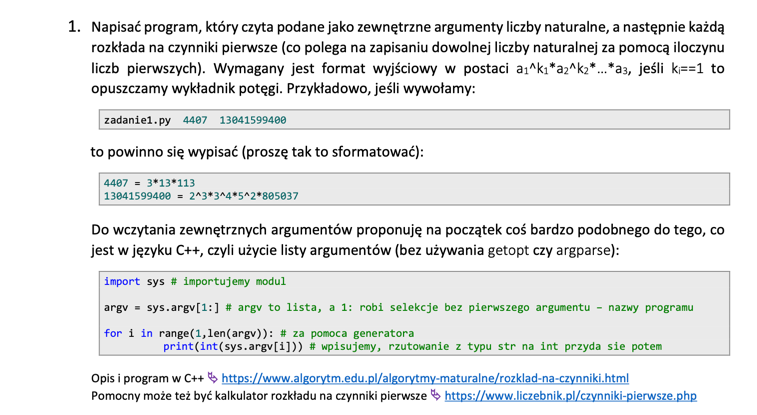 1. Napisać program, który czyta podane jako zewnętrzne argumenty liczby naturalne, a następnie każdą
rozkłada na czynniki pierwsze (co polega na zapisaniu dowolnej liczby naturalnej za pomocą iloczynu
liczb pierwszych). Wymagany jest format wyjściowy w postaci a₁^k₁*a₂^k₂*...*a₃, jeśli kᵢ==1 to
opuszczamy wykładnik potęgi. Przykładowo, jeśli wywołamy:
zadanie1.py 4407 13041599400
to powinno się wypisać (proszę tak to sformatować):
4407 = 3*13*113
13041599400 = 2^3*3^4*5^2*805037
Do wczytania zewnętrznych argumentów proponuję na początek coś bardzo podobnego do tego, co
jest w języku C++, czyli użycie listy argumentów (bez używania getopt czy argparse):
import sys # importujemy modul
argv = sys.argv[1:] # argv to lista, a 1: robi selekcje bez pierwszego argumentu – nazwy programu
for i in range(1,len(argv)): # za pomoca generatora
print(int(sys.argv[i])) # wpisujemy, rzutowanie z typu str na int przyda sie potem
Opis i program w C++ https://www.algorytm.edu.pl/algorytmy-maturalne/rozklad-na-czynniki.html
Pomocny może też być kalkulator rozkładu na czynniki pierwsze https://www.liczebnik.pl/czynniki-pierwsze.php